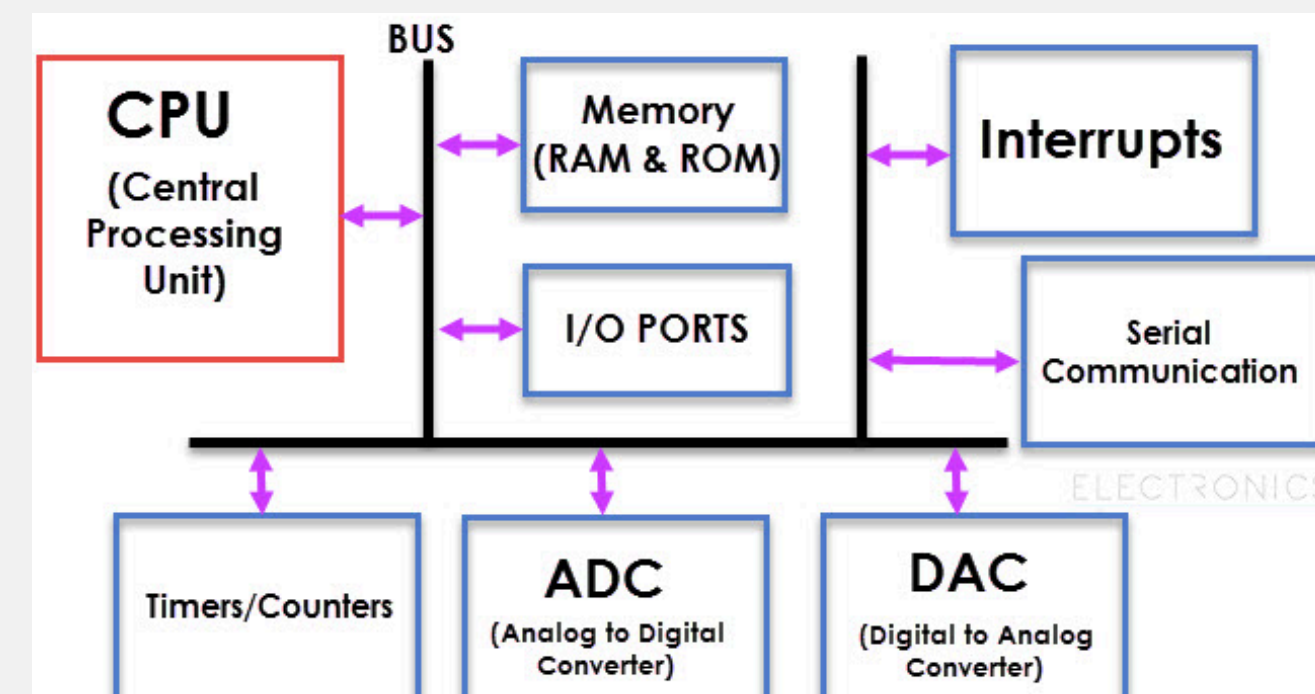 BUS
CPU
(Central
Processing
Unit)
Memory
(RAM & ROM)
I/O PORTS
Interrupts
Serial
Communication
ELECTRONICS
Timers/Counters
ADC
(Analog to Digital
Converter)
DAC
(Digital to Analog
Converter)